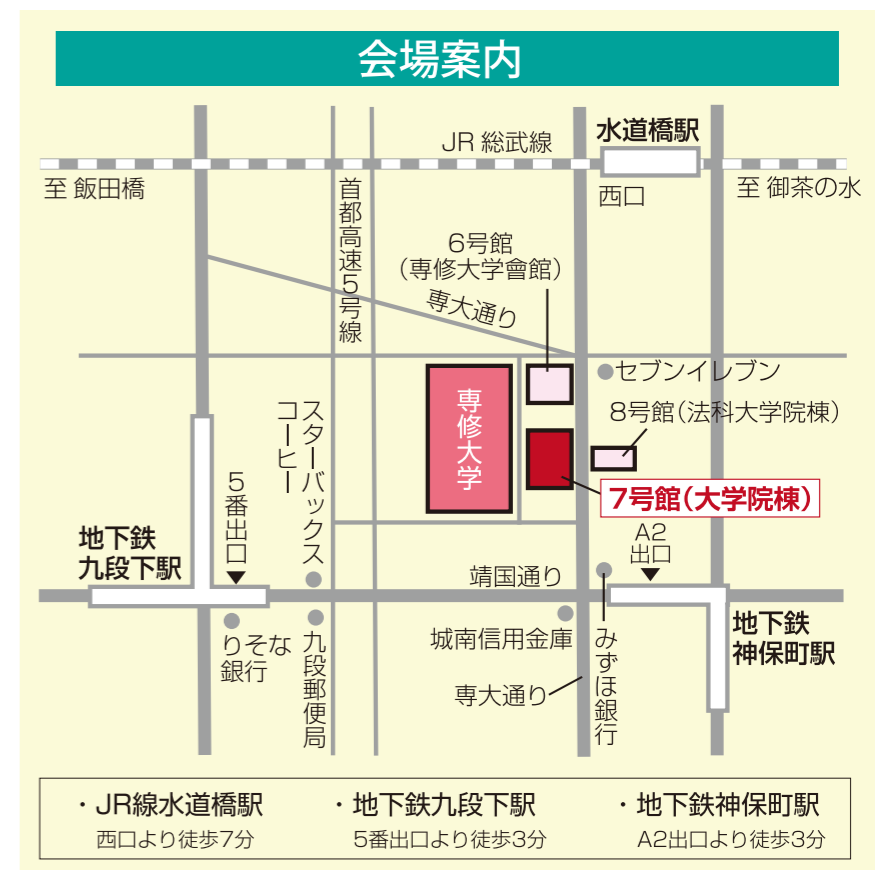 会場案内
JR 総武線
水道橋駅
至 飯田橋
西口
至 御茶の水
首都高速5号線
6号館
(専修大学會館)
専大通り
セブンイレブン
8号館(法科大学院棟)
専修大学
7号館(大学院棟)
スターバックス
コーヒー
5番出口
地下鉄
九段下駅
A2
出口
靖国通り
りそな
銀行
九段郵便局
城南信用金庫
みずほ銀行
地下鉄
神保町駅
専大通り
・JR線水道橋駅
西口より徒歩7分
・地下鉄九段下駅
5番出口より徒歩3分
・地下鉄神保町駅
A2出口より徒歩3分